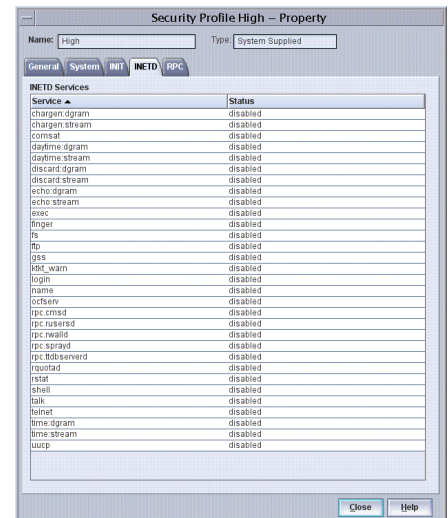 Security Profile High – Property
Name: High Type: System Supplied
General System INIT INETD RPC
INETD Services
Service Status
chargen:dgram disabled
chargen:stream disabled
comsat disabled
daytime:dgram disabled
daytime:stream disabled
discard:dgram disabled
discard:stream disabled
echo:dgram disabled
echo:stream disabled
exec disabled
finger disabled
fs disabled
ftp disabled
gss disabled
ktkt_warn disabled
login disabled
name disabled
ocfserv disabled
rpc.cmsd disabled
rpc.rusersd disabled
rpc.rwalld disabled
rpc.sprayd disabled
rpc.ttdbserverd disabled
rquotad disabled
rstat disabled
shell disabled
talk disabled
telnet disabled
time:dgram disabled
time:stream disabled
uucp disabled
Close Help